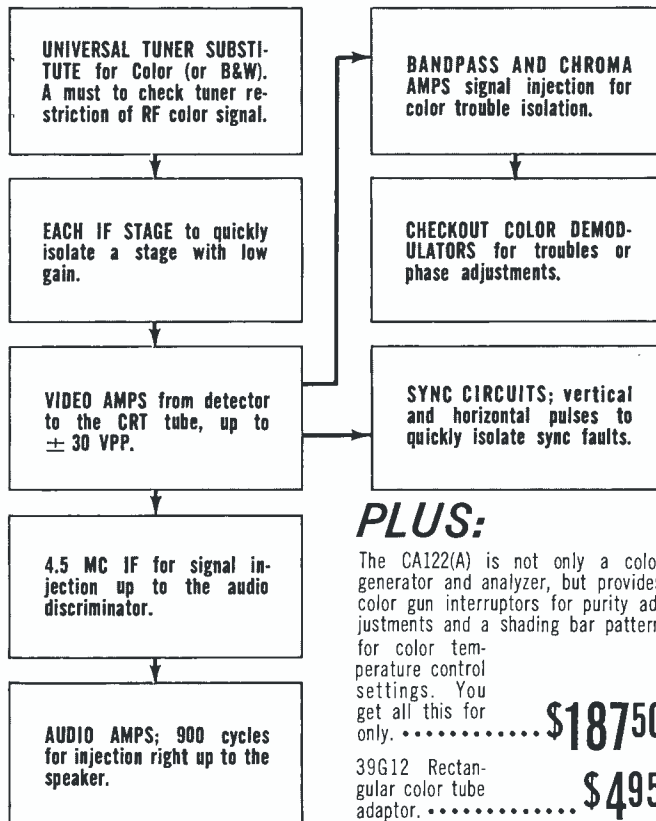 UNIVERSAL TUNER SUBSTI-
TUTE for Color (or B&W).
A must to check tuner re-
striction of RF color signal.
EACH IF STAGE to quickly
isolate a stage with low
gain.
VIDEO AMPS from detector
to the CRT tube, up to
± 30 VPP.
4.5 MC IF for signal in-
jection up to the audio
discriminator.
AUDIO AMPS; 900 cycles
for injection right up to the
speaker.
BANDPASS AND CHROMA
AMPS signal injection for
color trouble isolation.
CHECKOUT COLOR DEMOD-
ULATORS for troubles or
phase adjustments.
SYNC CIRCUITS; vertical
and horizontal pulses to
quickly isolate sync faults.
PLUS:
The CA122(A) is not only a colo
generator and analyzer, but provides
color gun interruptors for purity ad
justments and a shading bar pattern
for color tem-
perature control
settings. You
get all this for
only. ............. $18750
39G12 Rectan-
gular color tube
adaptor. ............. $495